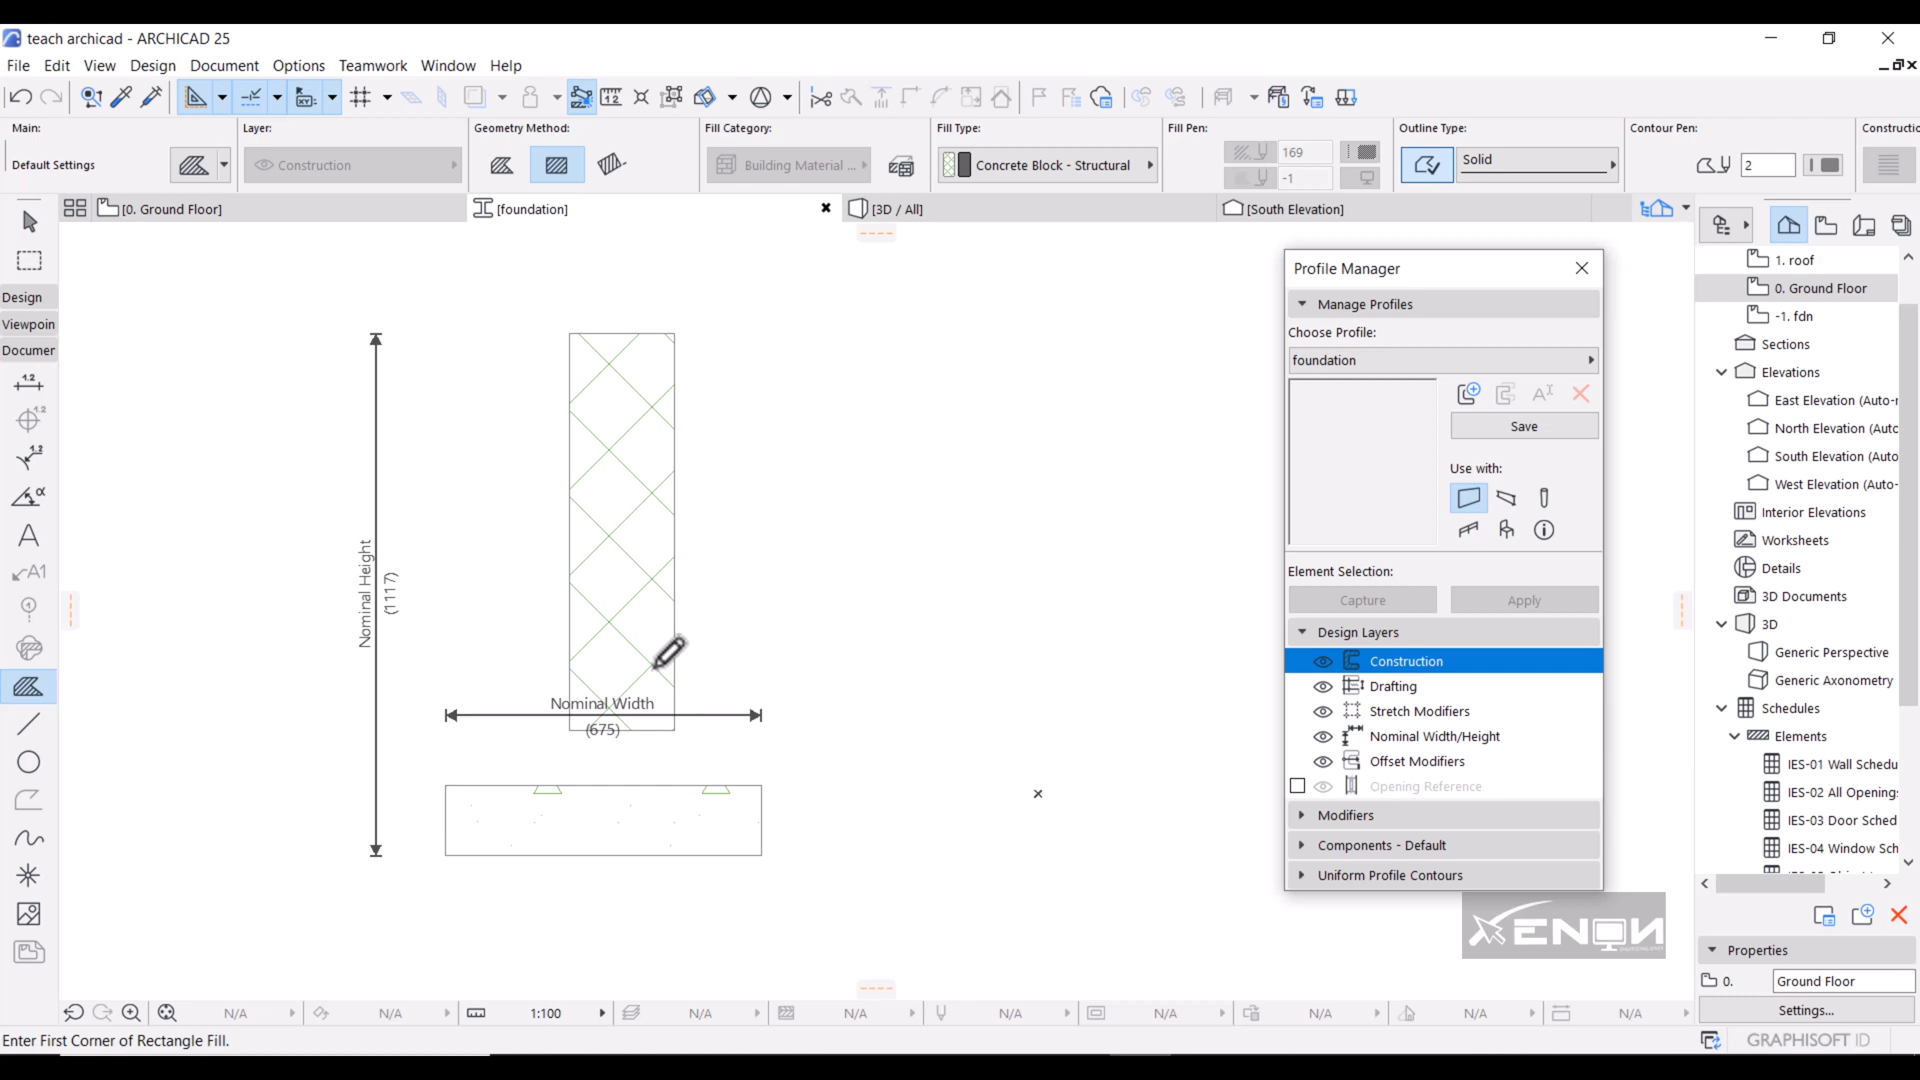 teach archicad - ARCHICAD 25
File Edit View Design Document Options Teamwork Window Help
Main:
Layer:
Geometry Method:
Fill Category:
Fill Type:
Fill Pen:
Outline Type:
Contour Pen:
Constructic
Default Settings
Construction
Building Material ...
Concrete Block - Structural
169
-1
Solid
2
[0. Ground Floor]
[foundation]
[3D / All]
[South Elevation]
Design
Viewpoin
Documer
Nominal Height
(1117)
Nominal Width
(675)
Profile Manager
Manage Profiles
Choose Profile:
foundation
Save
Use with:
Element Selection:
Capture
Apply
Design Layers
Construction
Drafting
Stretch Modifiers
Nominal Width/Height
Offset Modifiers
Opening Reference
Modifiers
Components - Default
Uniform Profile Contours
XENON
1. roof
0. Ground Floor
-1. fdn
Sections
Elevations
East Elevation (Auto-r
North Elevation (Autc
South Elevation (Auto
West Elevation (Auto-
Interior Elevations
Worksheets
Details
3D Documents
3D
Generic Perspective
Generic Axonometry
Schedules
Elements
IES-01 Wall Schedu
IES-02 All Opening:
IES-03 Door Sched
IES-04 Window Sch
Properties
0.
Ground Floor
Settings...
N/A
N/A
1:100
N/A
N/A
N/A
N/A
N/A
N/A
N/A
Enter First Corner of Rectangle Fill.
GRAPHISOFT ID